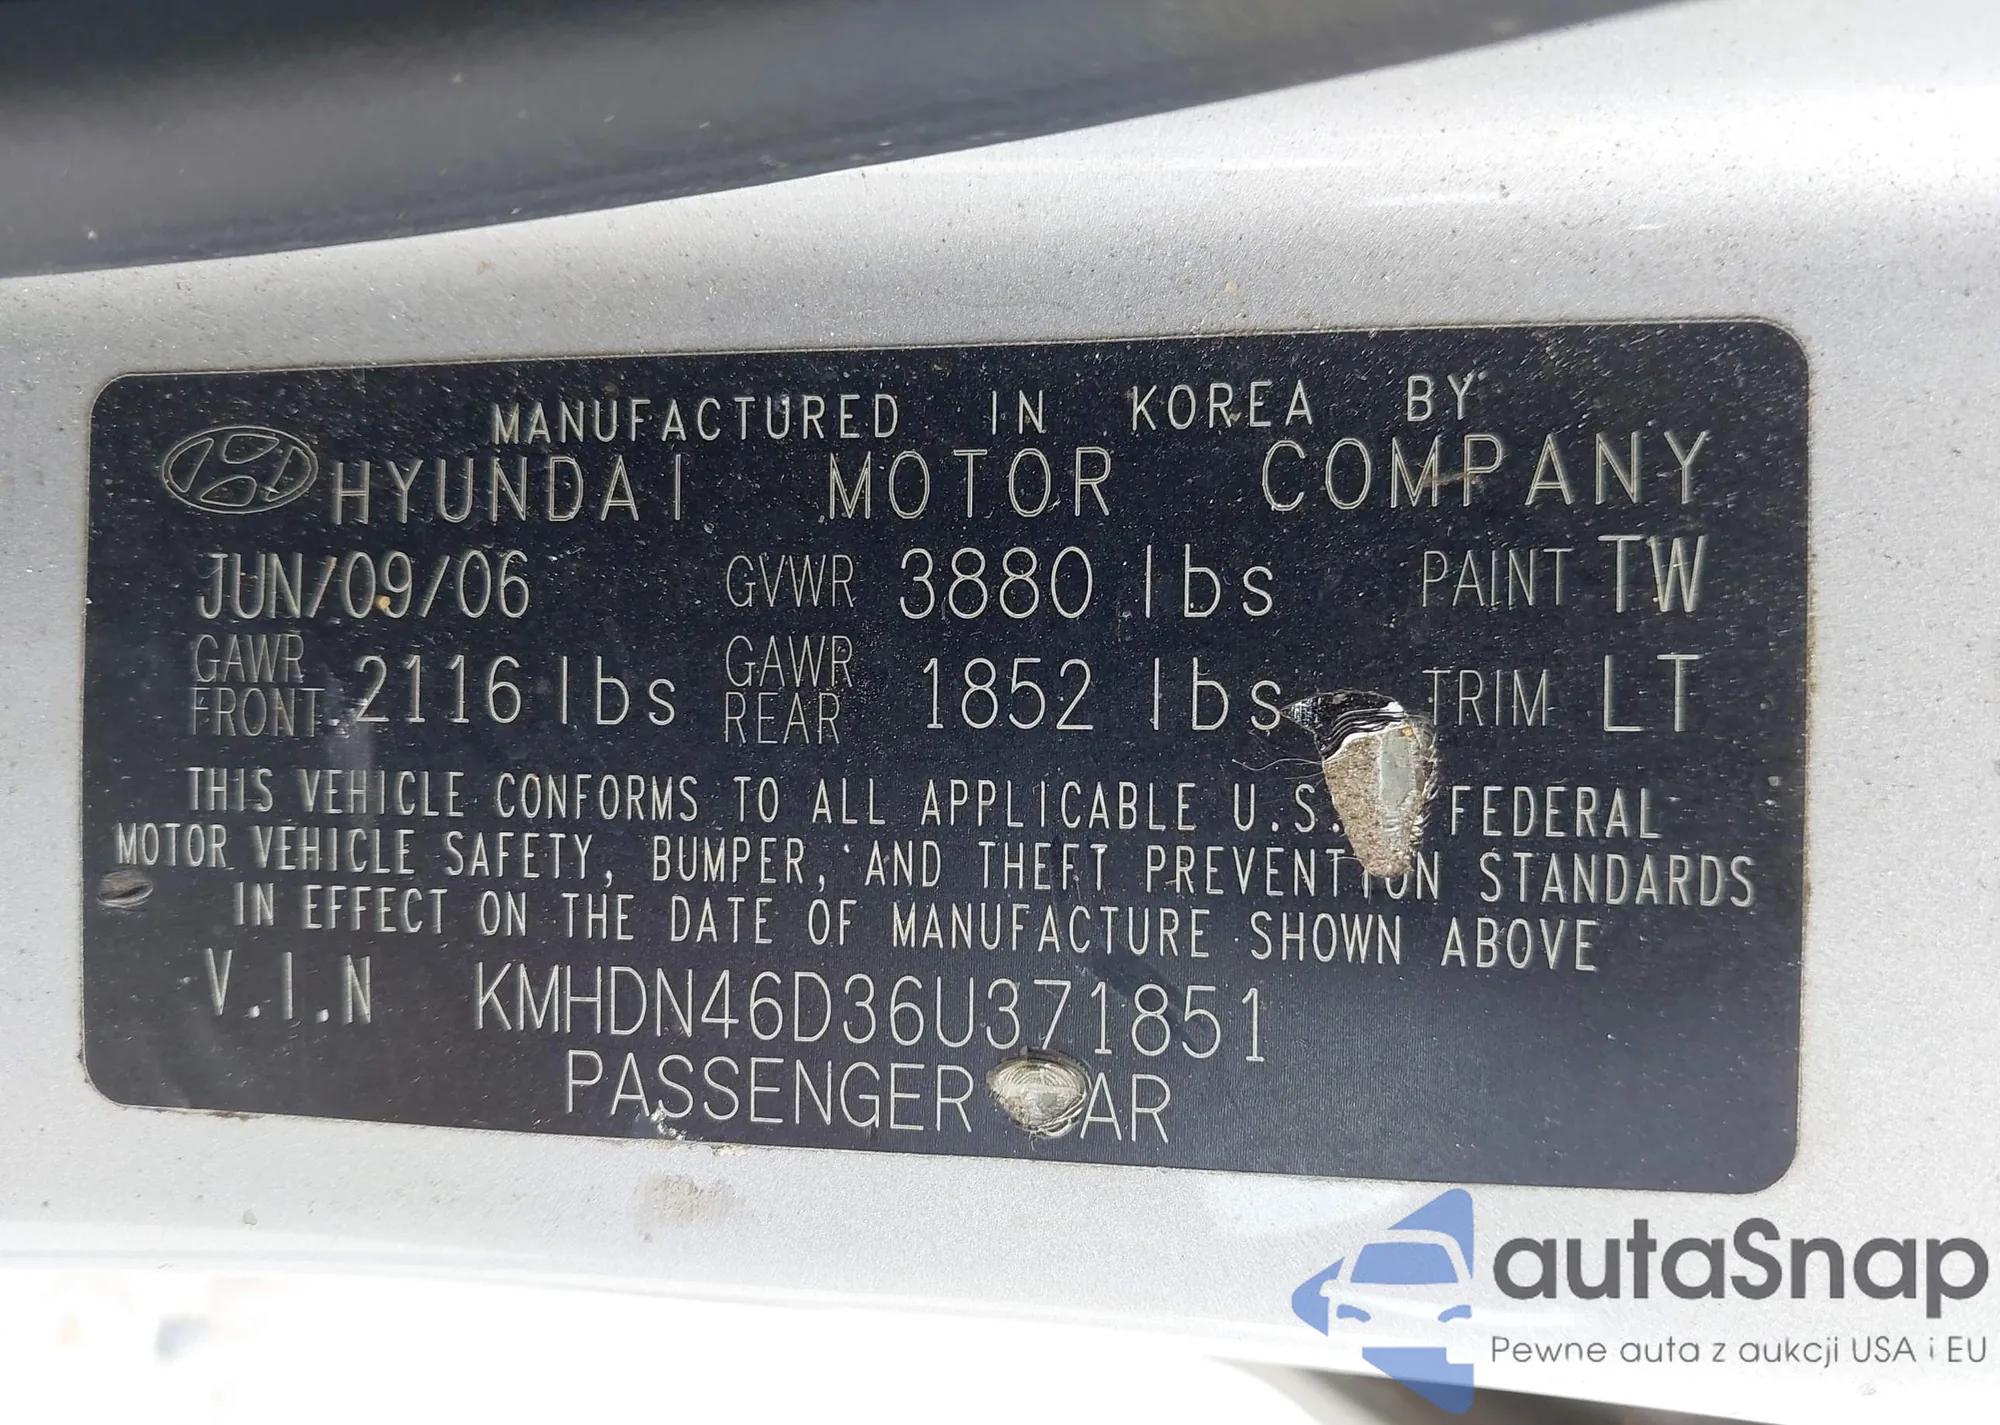 MANUFACTURED IN KOREA BY
HYUNDAI MOTOR COMPANY
JUN/09/06 GVWR 3880 lbs PAINT TW
GAWR FRONT 2116 lbs GAWR REAR 1852 lbs TRIM LT
THIS VEHICLE CONFORMS TO ALL APPLICABLE U.S. FEDERAL
MOTOR VEHICLE SAFETY, BUMPER, AND THEFT PREVENTION STANDARDS
IN EFFECT ON THE DATE OF MANUFACTURE SHOWN ABOVE
V.I.N KMHDN46D36U371851
PASSENGER AR
autaSnap
Pewne auta z aukcji USA i EU